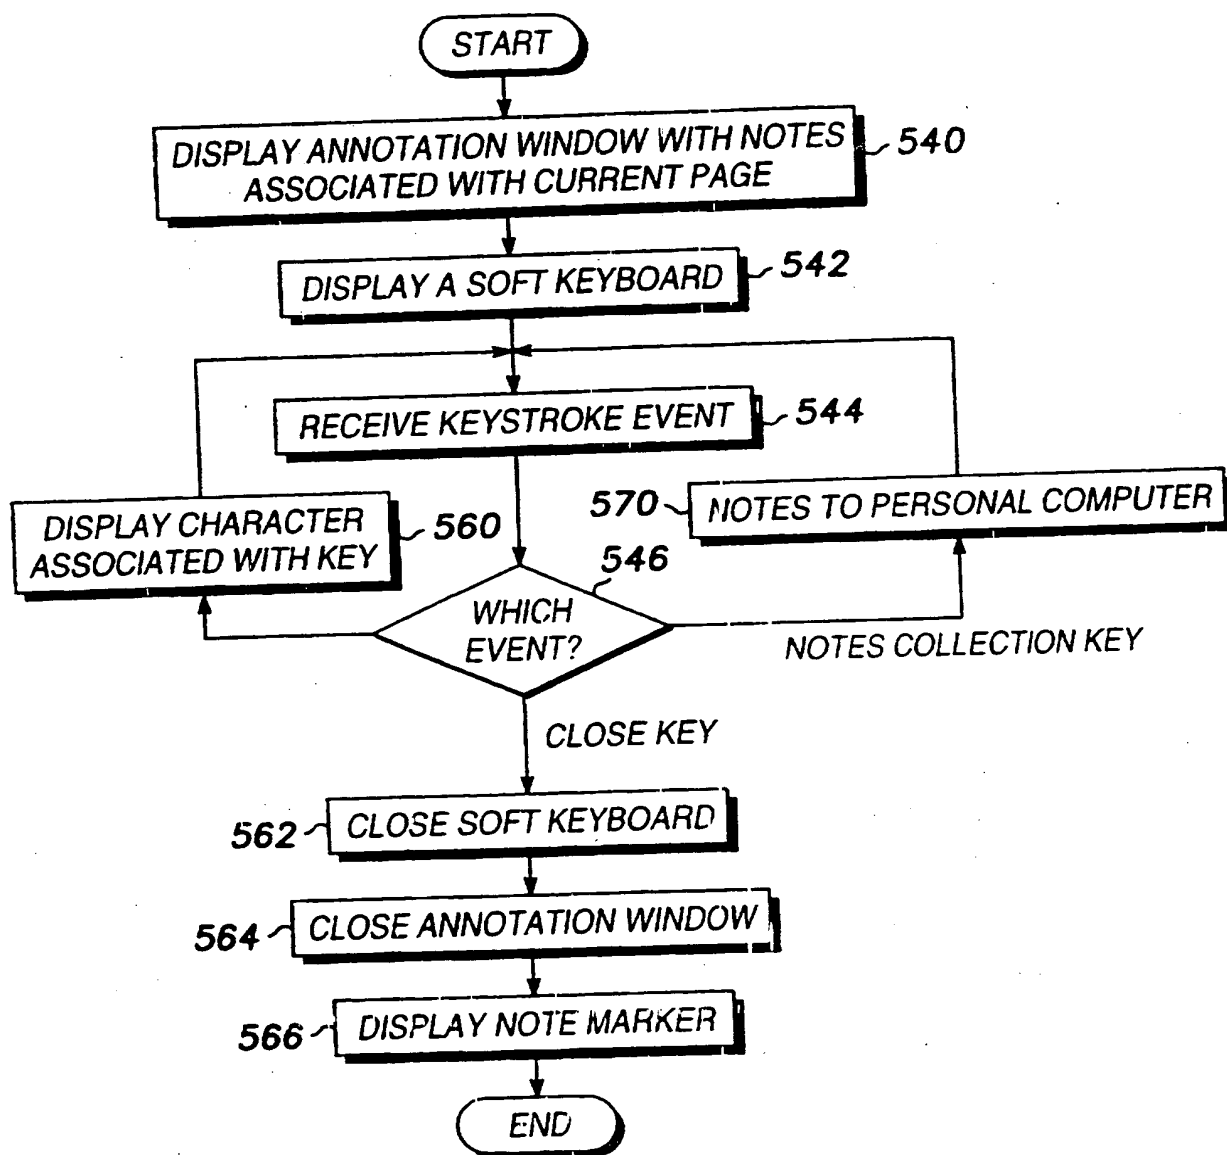 START
DISPLAY ANNOTATION WINDOW WITH NOTES
ASSOCIATED WITH CURRENT PAGE
540
DISPLAY A SOFT KEYBOARD
542
RECEIVE KEYSTROKE EVENT
544
DISPLAY CHARACTER
ASSOCIATED WITH KEY
560
570
NOTES TO PERSONAL COMPUTER
546
WHICH
EVENT?
NOTES COLLECTION KEY
CLOSE KEY
562
CLOSE SOFT KEYBOARD
564
CLOSE ANNOTATION WINDOW
566
DISPLAY NOTE MARKER
END